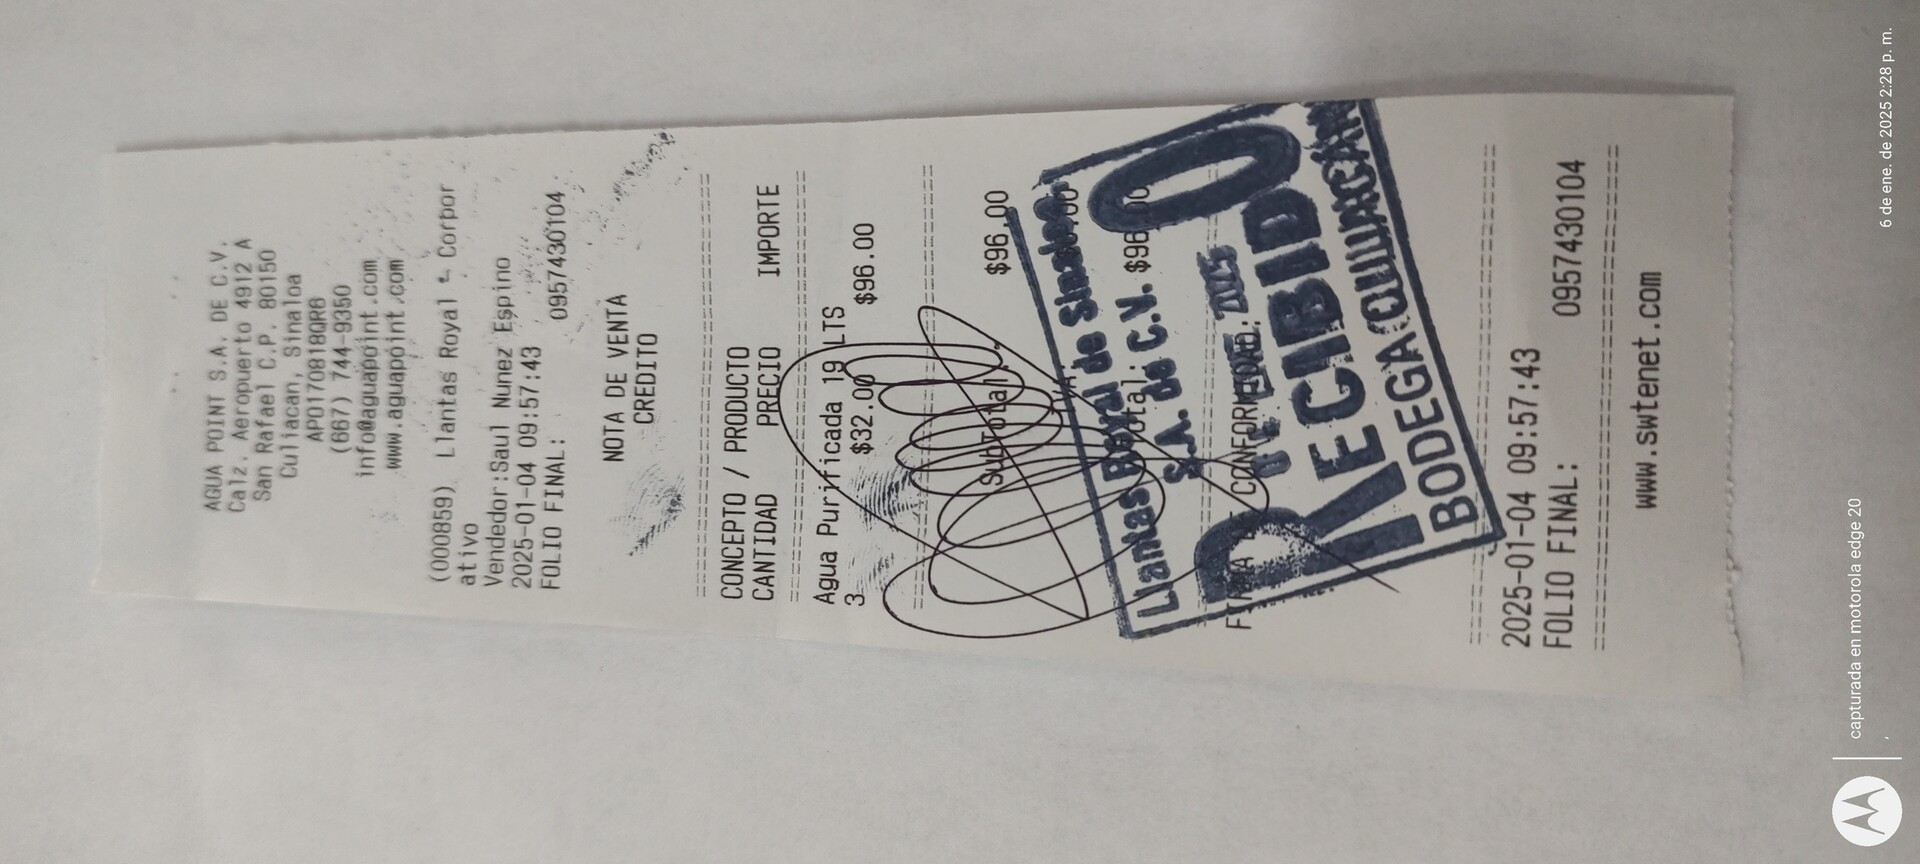 AGUA POINT S.A. DE C.V.
Calz. Aeropuerto 4912 A
San Rafael C.P. 80150
Culiacan, Sinaloa
APO170818QR6
(667) 744-9350
info@aguapoint.com
www.aguapoint.com
(000859) Llantas Royal - Corpor
ativo
Vendedor:Saul Nunez Espino
2025-01-04 09:57:43
FOLIO FINAL: 0957430104
NOTA DE VENTA
CREDITO
CONCEPTO / PRODUCTO
CANTIDAD PRECIO IMPORTE
Agua Purificada 19 LTS
3 $32.00 $96.00
SubTotal: $96.00
IVA:
Total: $96.00
Llantas Royal de Sinaloa
S.A. de C.V.
2025
FIRMA DE CONFORMIDAD:
RECIBIDO
BODEGA CULIACAN
2025-01-04 09:57:43
FOLIO FINAL: 0957430104
www.swtenet.com
capturada en motorola edge 20
6 de ene. de 2025 2:28 p. m.